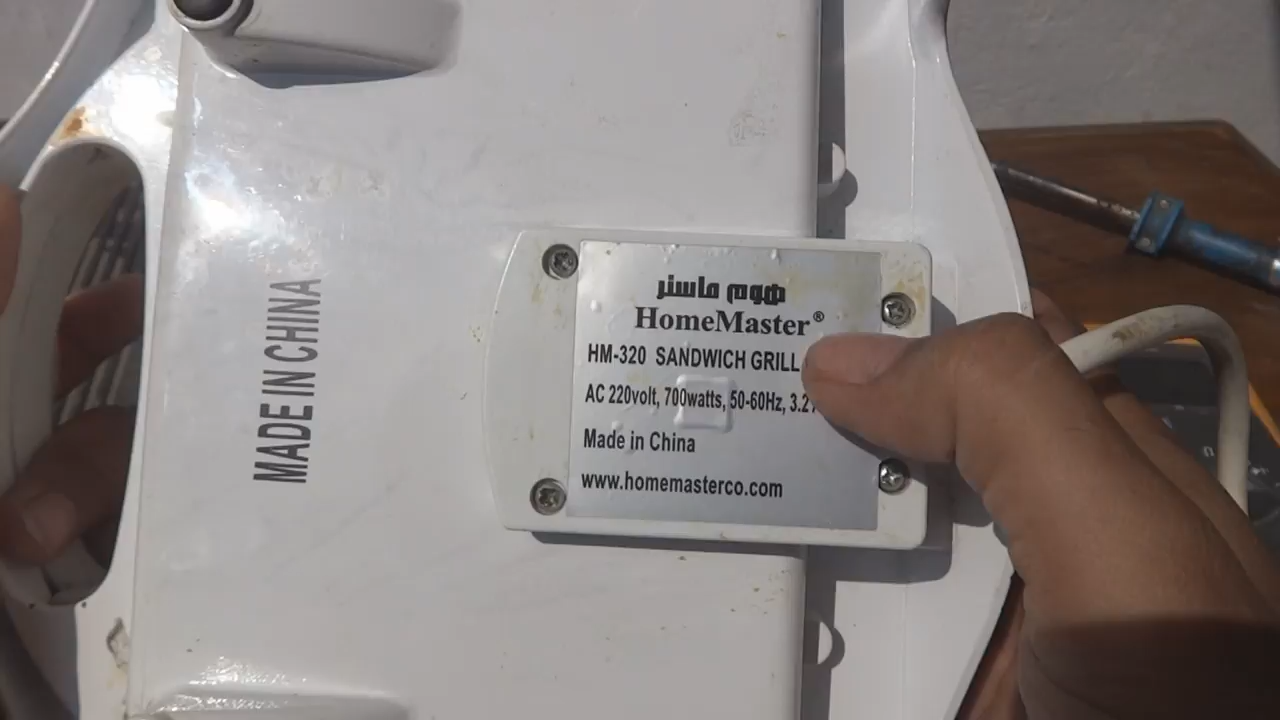 هوم ماستر
HomeMaster®
HM-320 SANDWICH GRILL
AC 220volt, 700watts, 50-60Hz, 3.2
Made in China
www.homemasterco.com
MADE IN CHINA